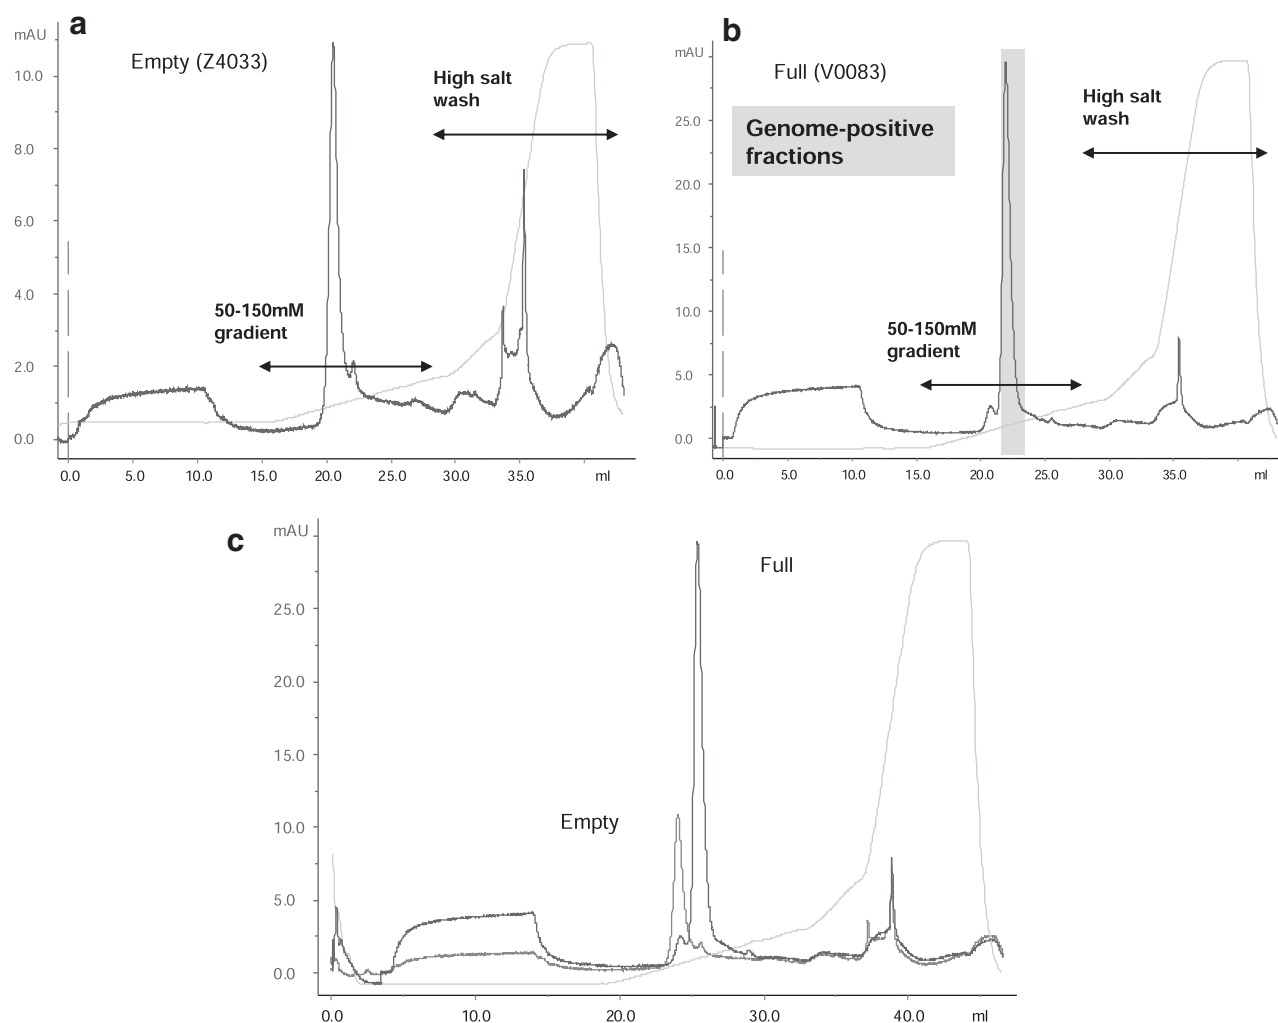 a
mAU
Empty (Z4033)
High salt
wash
10.0
8.0
6.0
4.0
50-150mM
gradient
2.0
0.0
0.0 5.0 10.0 15.0 20.0 25.0 30.0 35.0 ml
b
mAU
Full (V0083)
High salt
wash
Genome-positive
fractions
25.0
20.0
15.0
10.0
50-150mM
gradient
5.0
0.0
0.0 5.0 10.0 15.0 20.0 25.0 30.0 35.0 ml
c
mAU
Full
25.0
20.0
15.0
Empty
10.0
5.0
0.0
0.0 10.0 20.0 30.0 40.0 ml